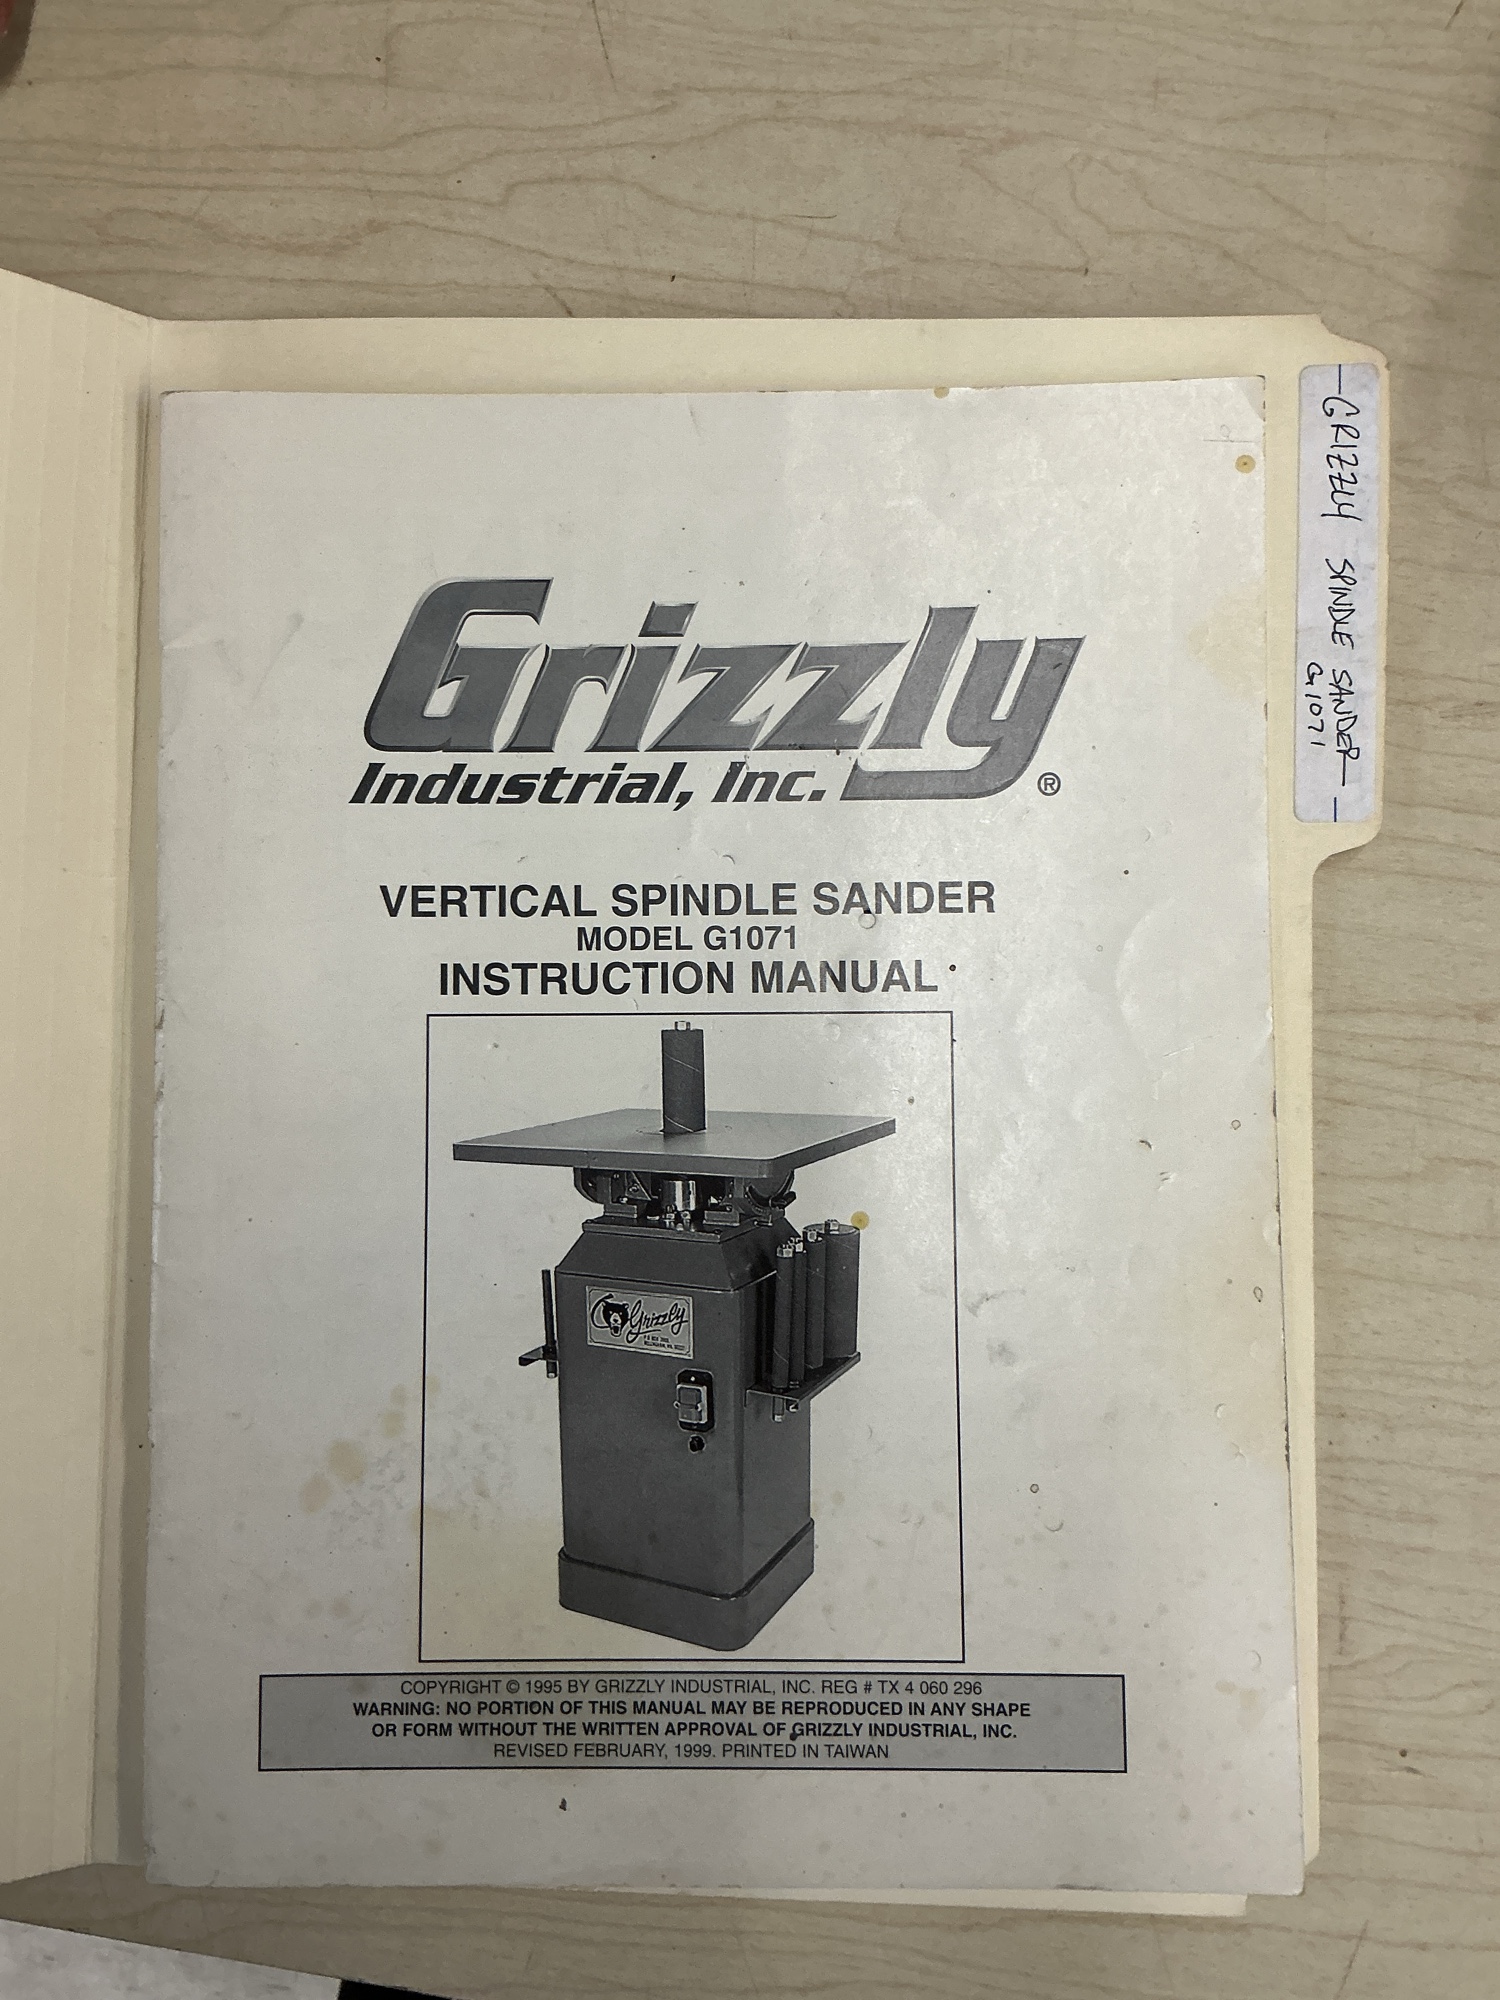 GRIZZLY SPINDLE SANDER
G1071
Grizzly
Industrial, Inc. ®
VERTICAL SPINDLE SANDER
MODEL G1071
INSTRUCTION MANUAL
Grizzly
COPYRIGHT © 1995 BY GRIZZLY INDUSTRIAL, INC. REG # TX 4 060 296
WARNING: NO PORTION OF THIS MANUAL MAY BE REPRODUCED IN ANY SHAPE
OR FORM WITHOUT THE WRITTEN APPROVAL OF GRIZZLY INDUSTRIAL, INC.
REVISED FEBRUARY, 1999. PRINTED IN TAIWAN